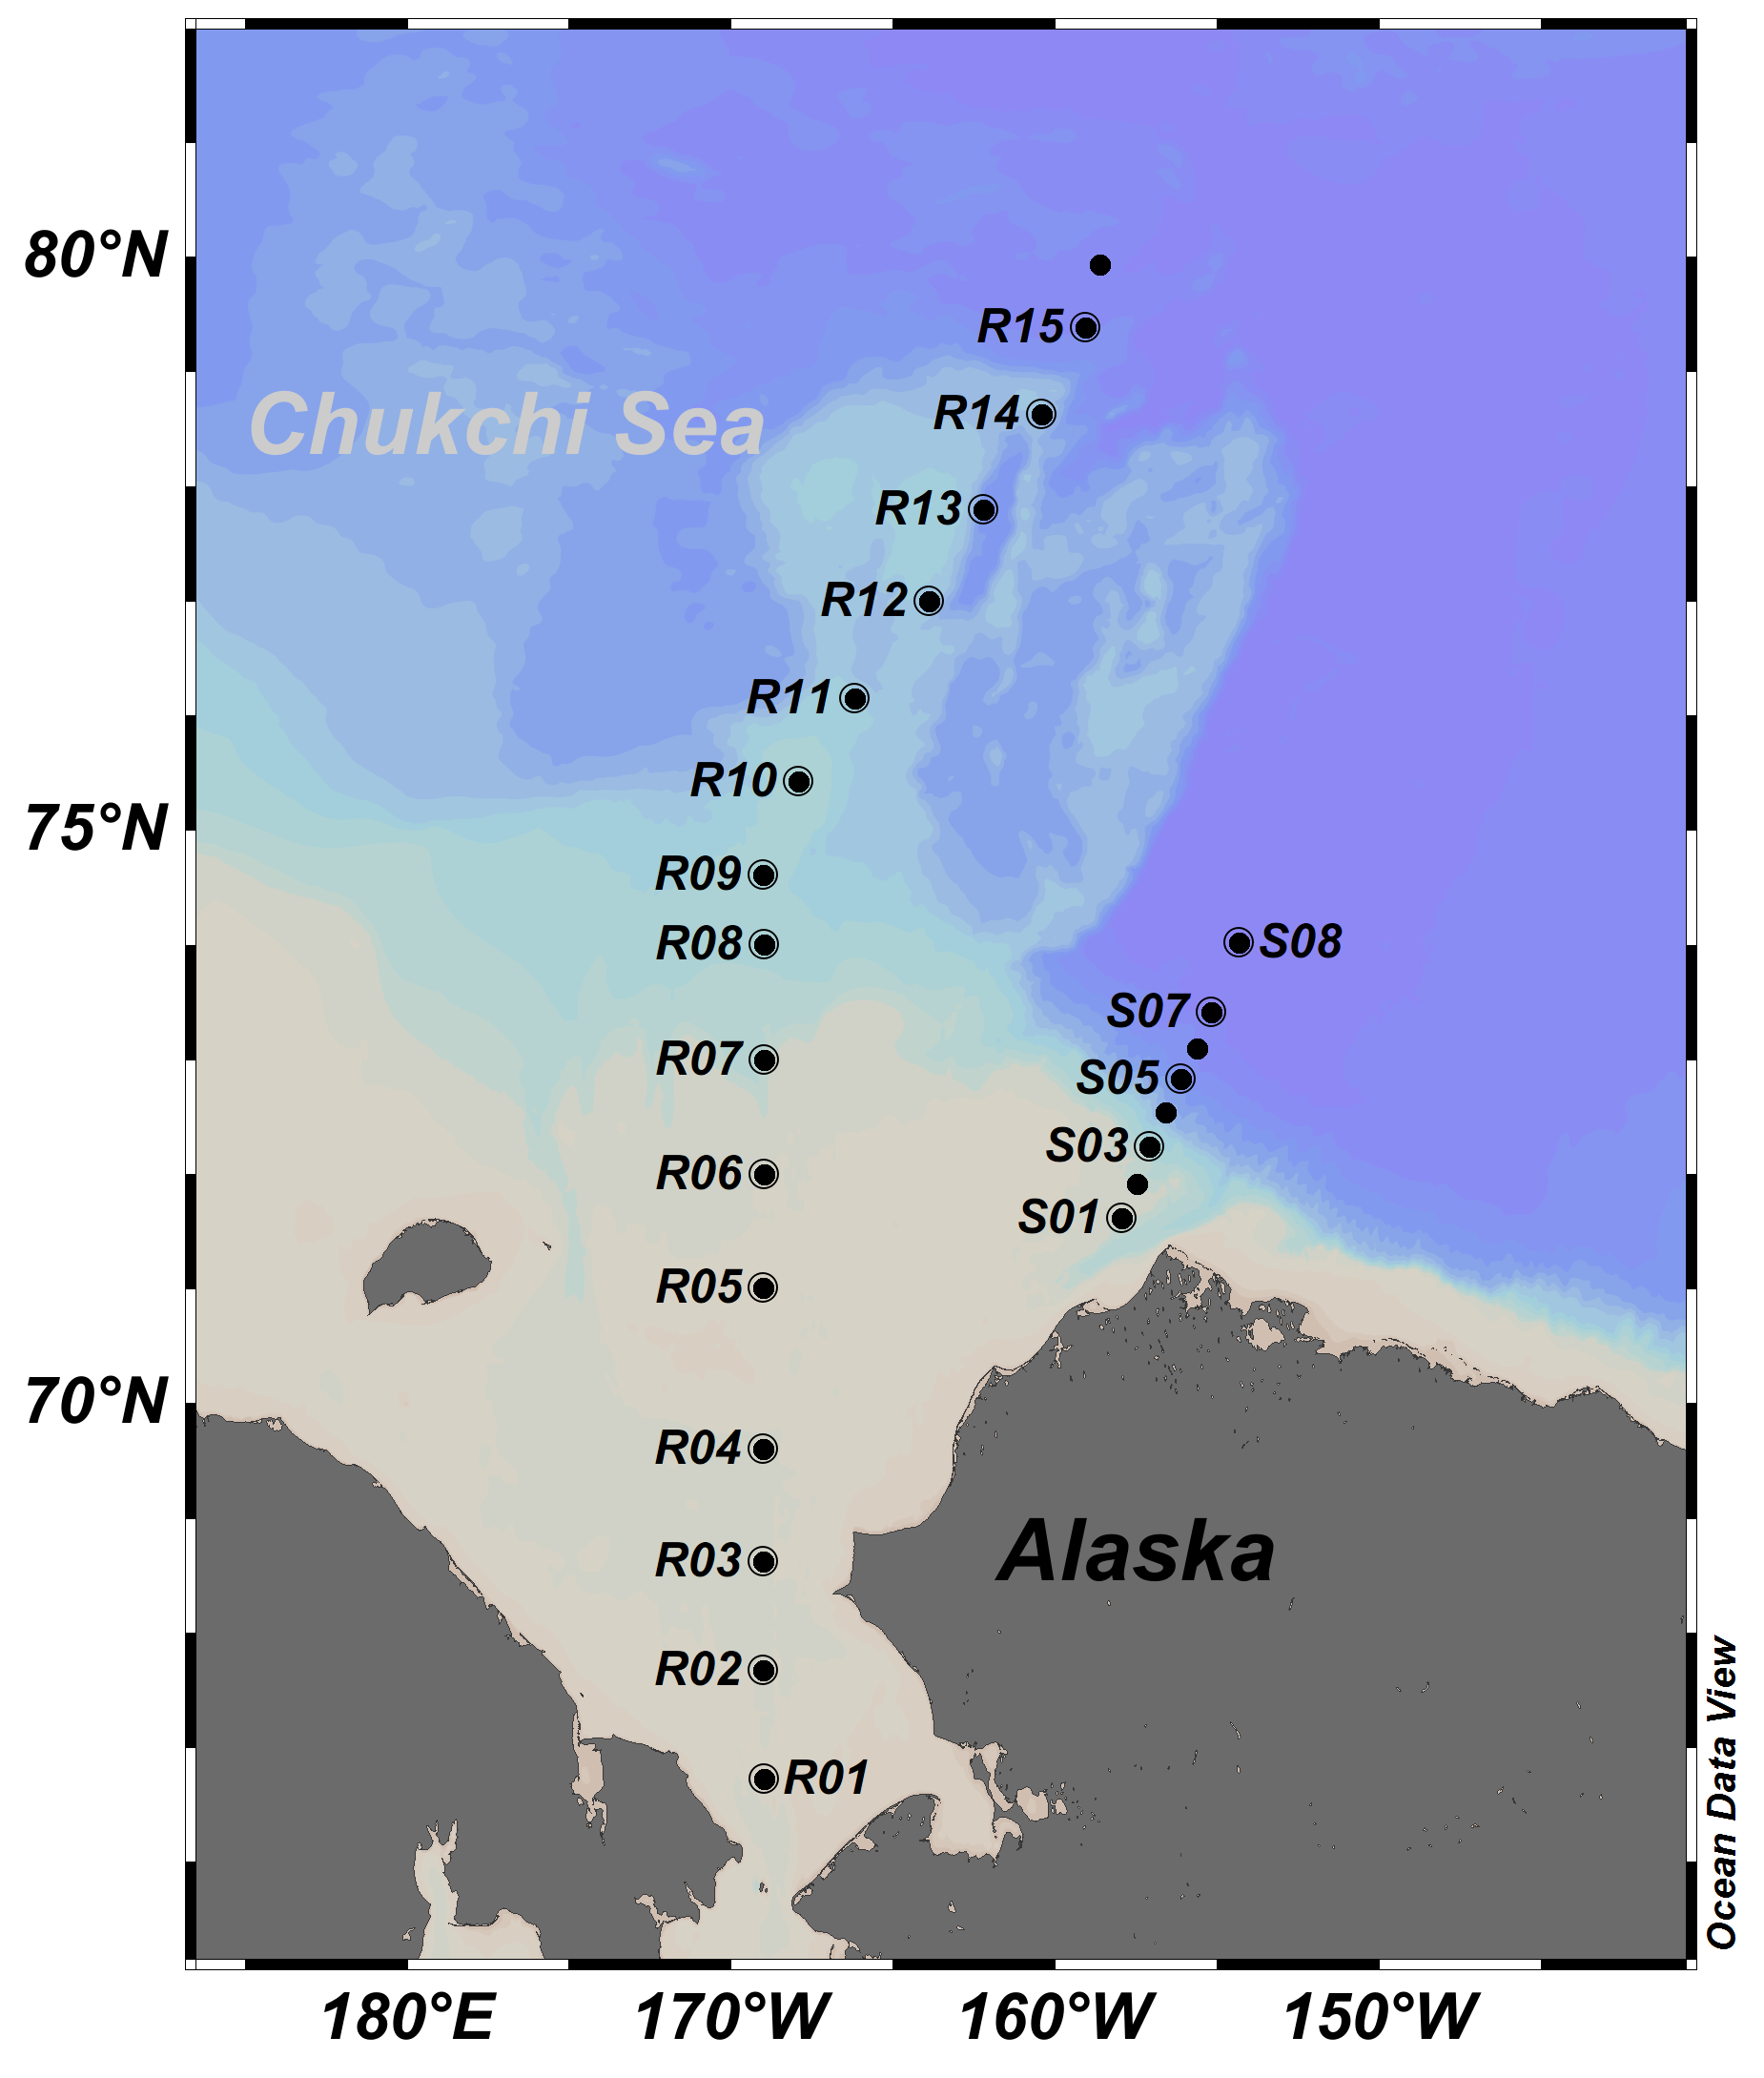 80°N
R15
R14
Chukchi Sea
R13
R12
R11
R10
75°N
R09
R08
S08
S07
R07
S05
S03
R06
S01
R05
70°N
R04
Alaska
R03
R02
R01
Ocean Data View
180°E
170°W
160°W
150°W